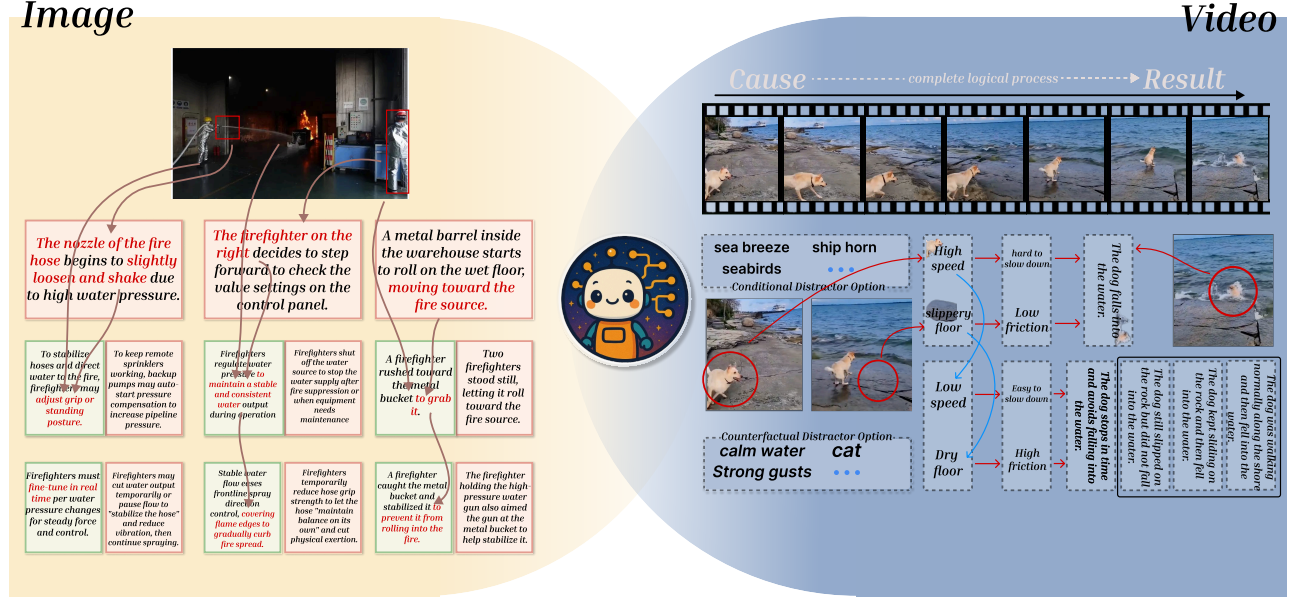 Image
The nozzle of the fire
hose begins to slightly
loosen and shake due
to high water pressure.
The firefighter on the
right decides to step
forward to check the
value settings on the
control panel.
A metal barrel inside
the warehouse starts
to roll on the wet floor,
moving toward the
fire source.
To stabilize
hoses and direct
water to the fire,
firefighters may
adjust grip or
standing
posture.
To keep remote
sprinklers
working, backup
pumps may auto-
start pressure
compensation to
increase pipeline
pressure.
Firefighters
regulate water
pressure to
maintain a stable
and consistent
water output
during operation
Firefighters shut
off the water
source to stop the
water supply after
fire suppression or
when equipment
needs
maintenance
A firefighter
rushed toward
the metal
bucket to grab
it.
Two
firefighters
stood still,
letting it roll
toward the
fire source.
Firefighters must
fine-tune in real
time per water
pressure changes
for steady force
and control.
Firefighters may
cut water output
temporarily or
pause flow to
"stabilize the hose"
and reduce
vibration, then
continue spraying.
Stable water
flow eases
frontline spray
direction
control, covering
flame edges to
gradually curb
fire spread.
Firefighters
temporarily
reduce hose grip
strength to let the
hose "maintain
balance on its
own" and cut
physical exertion.
A firefighter
caught the metal
bucket and
stabilized it to
prevent it from
rolling into the
fire.
The firefighter
holding the high-
pressure water
gun also aimed
the gun at the
metal bucket to
help stabilize it.
Video
Cause complete logical process Result
sea breeze ship horn
seabirds
Conditional Distractor Option
Counterfactual Distractor Option
calm water cat
Strong gusts
High
speed
slippery
floor
Low
speed
Dry
floor
hard to
slow down
Low
friction
Easy to
slow down
High
friction
The dog falls into
the water.
The dog stops in time
and avoids falling into
the water.
The dog still slipped on
the rock but did not fall
into the water.
The dog kept sliding on
the rock and then fell
into the water.
The dog was walking
normally along the shore
and then fell into the
water.